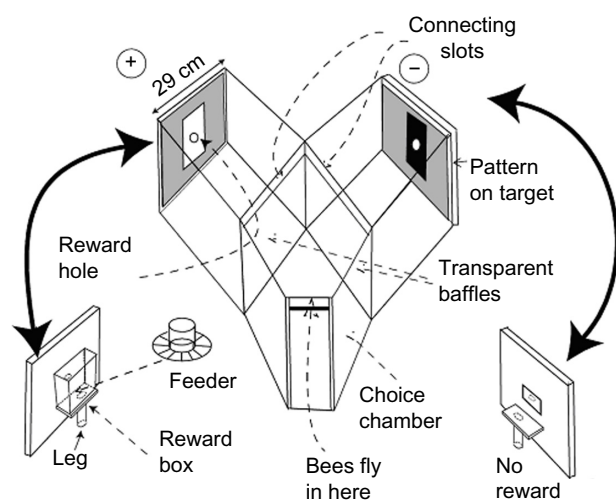 Connecting
slots
+
29 cm
−
Pattern
on target
Reward
hole
Transparent
baffles
Feeder
Choice
chamber
Leg
Reward
box
Bees fly
in here
No
reward